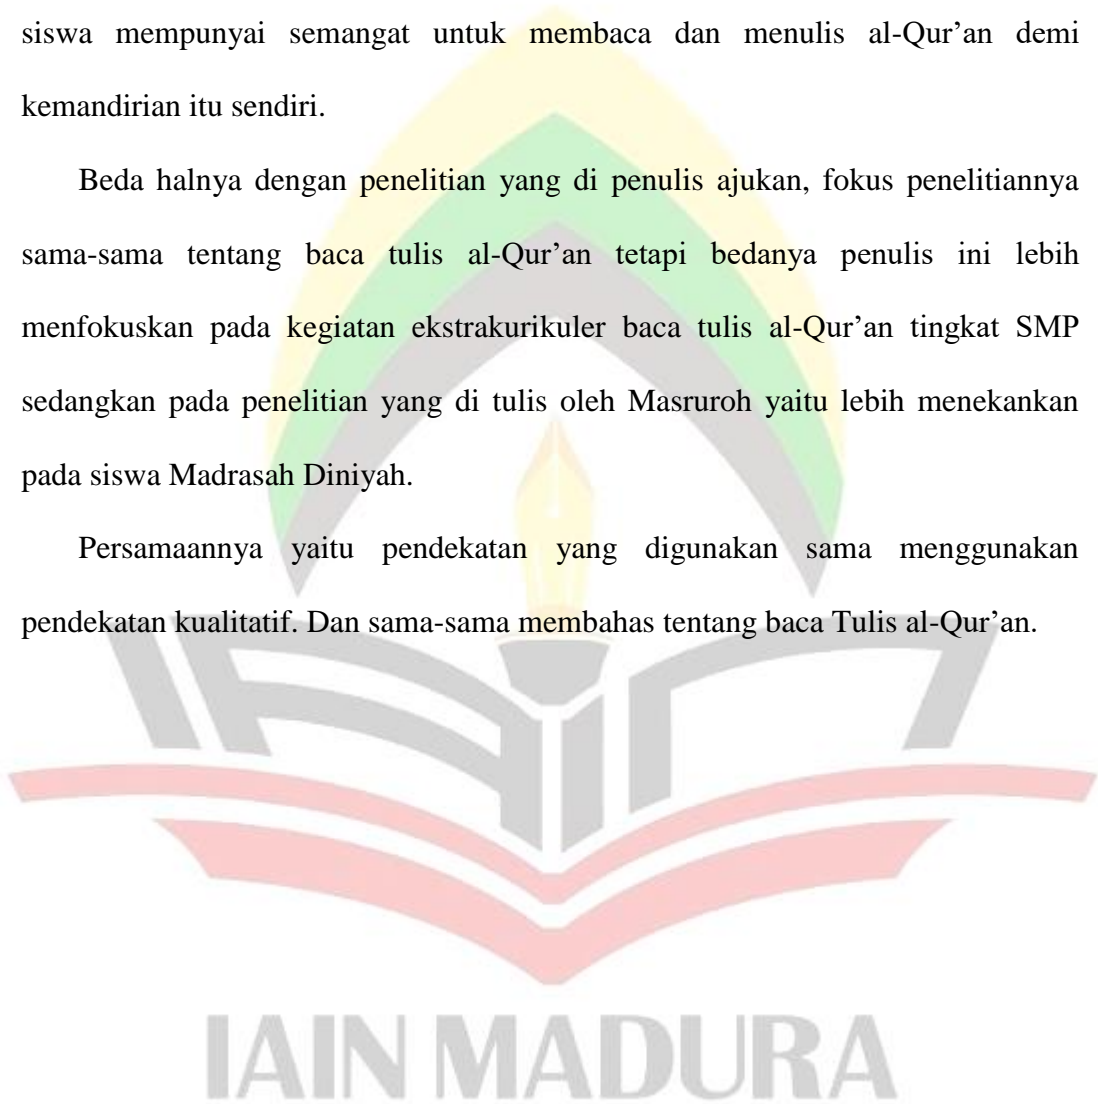 siswa mempunyai semangat untuk membaca dan menulis al-Qur’an demi
kemandirian itu sendiri.
Beda halnya dengan penelitian yang di penulis ajukan, fokus penelitiannya
sama-sama tentang baca tulis al-Qur’an tetapi bedanya penulis ini lebih
menfokuskan pada kegiatan ekstrakurikuler baca tulis al-Qur’an tingkat SMP
sedangkan pada penelitian yang di tulis oleh Masruroh yaitu lebih menekankan
pada siswa Madrasah Diniyah.
Persamaannya yaitu pendekatan yang digunakan sama menggunakan
pendekatan kualitatif. Dan sama-sama membahas tentang baca Tulis al-Qur’an.
IAIN MADURA